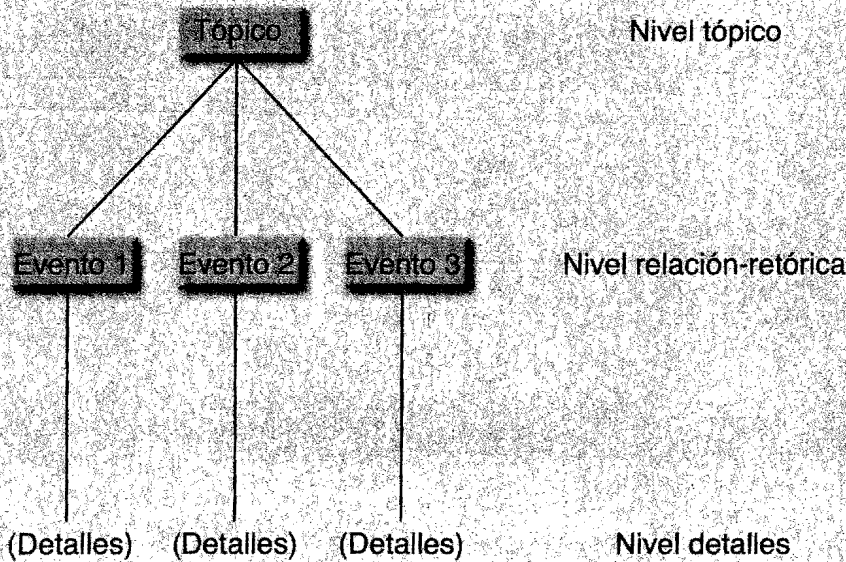 Tópico
Nivel tópico
Evento 1
Evento 2
Evento 3
Nivel relación-retórica
(Detalles)
(Detalles)
(Detalles)
Nivel detalles